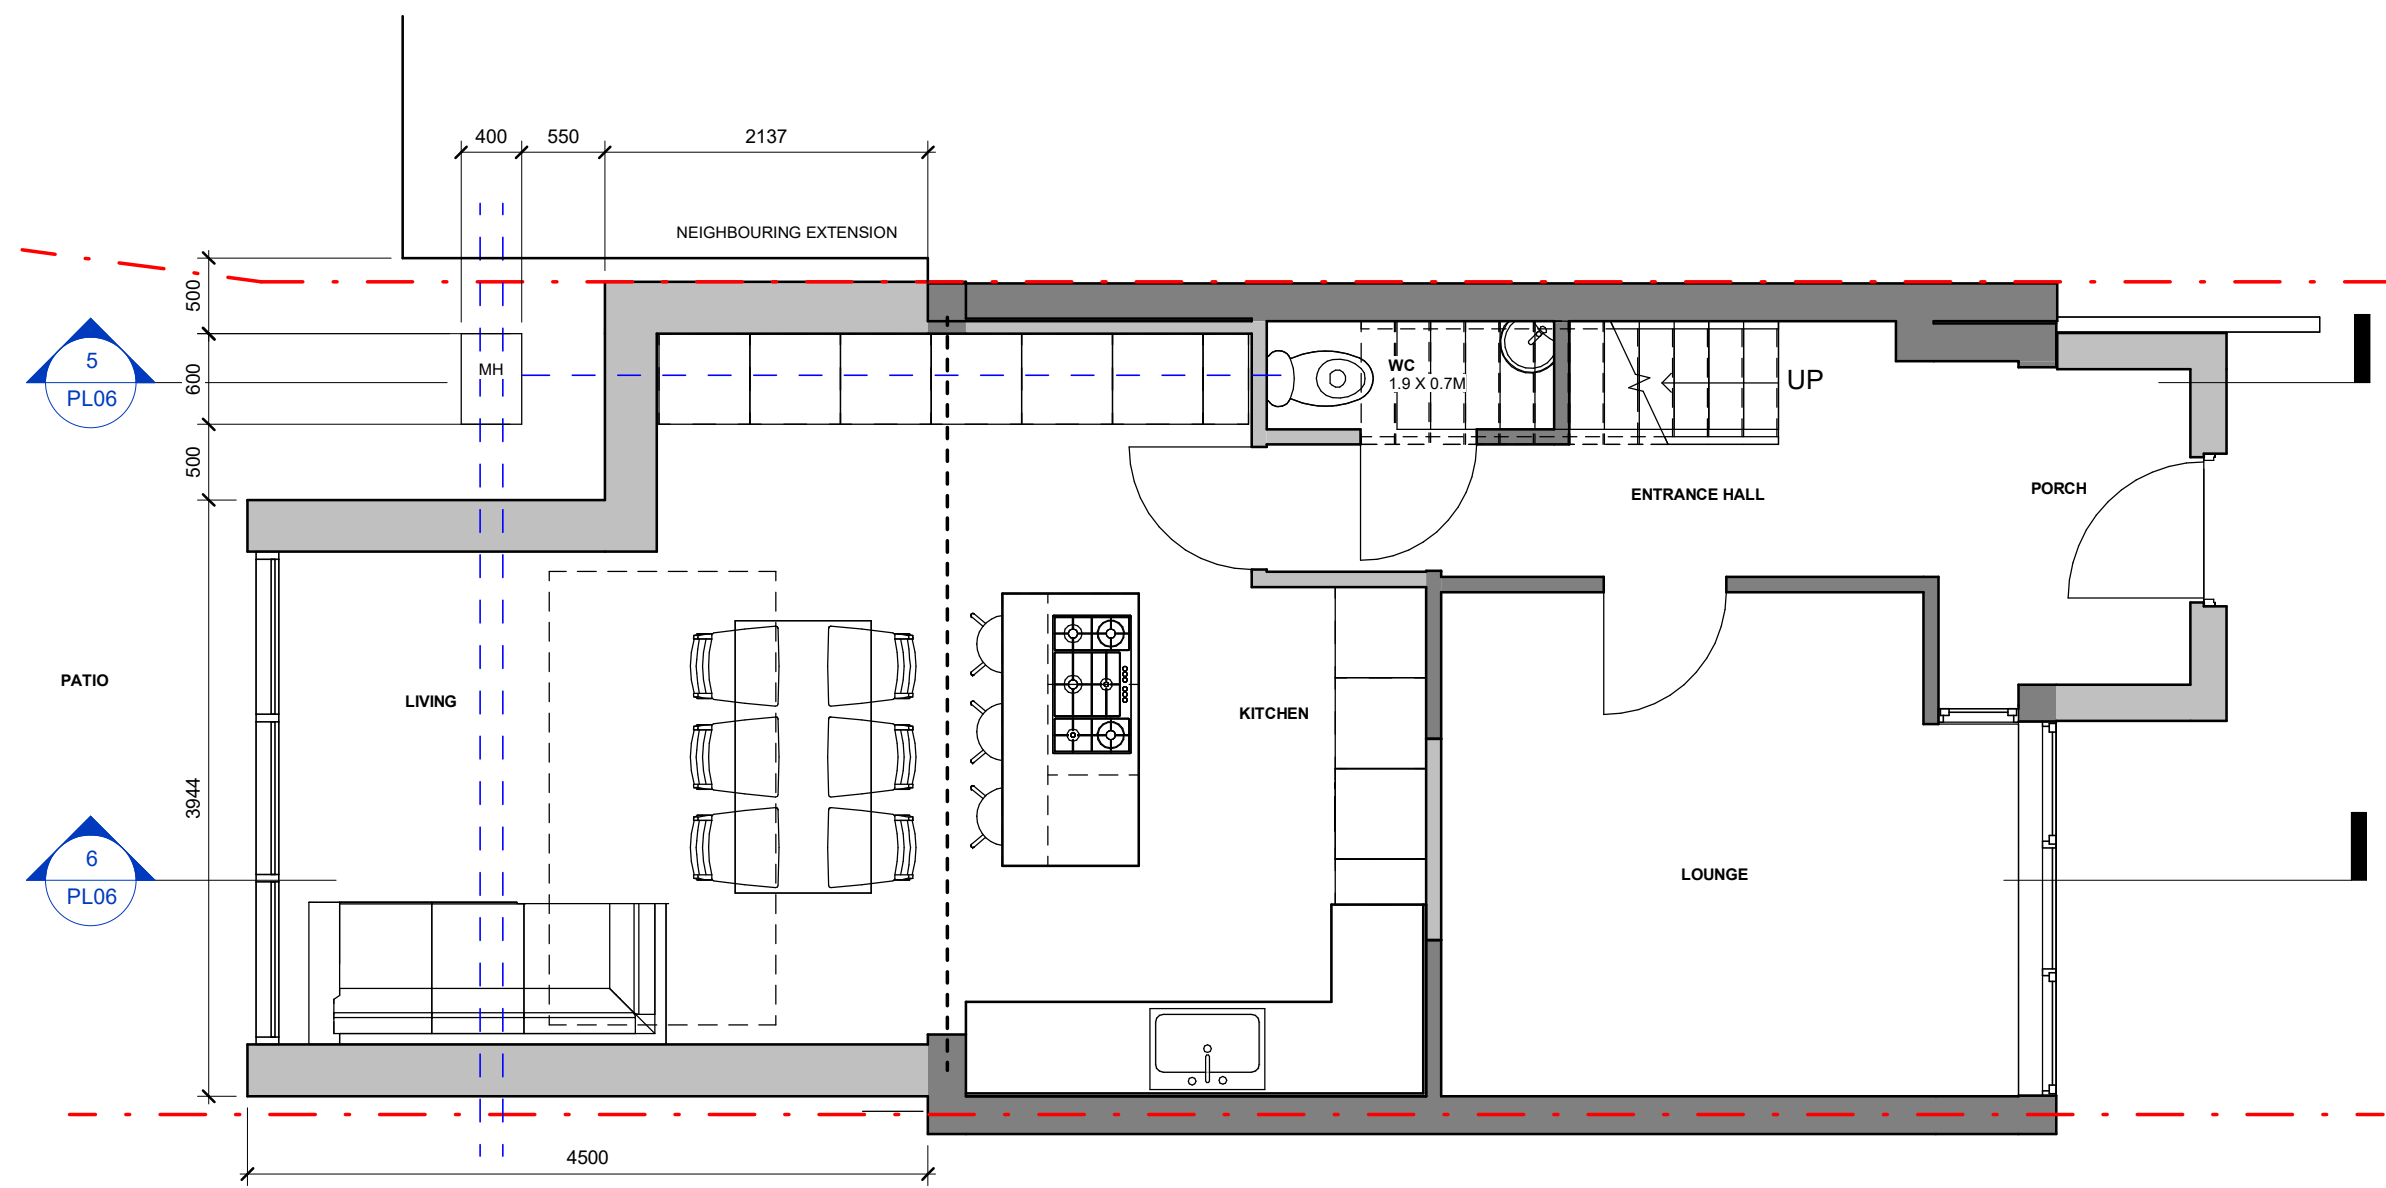 400
550
2137
NEIGHBOURING EXTENSION
500
5
PL06
600
MH
WC
1.9 X 0.7M
UP
500
ENTRANCE HALL
PORCH
PATIO
LIVING
KITCHEN
3944
6
PL06
LOUNGE
4500